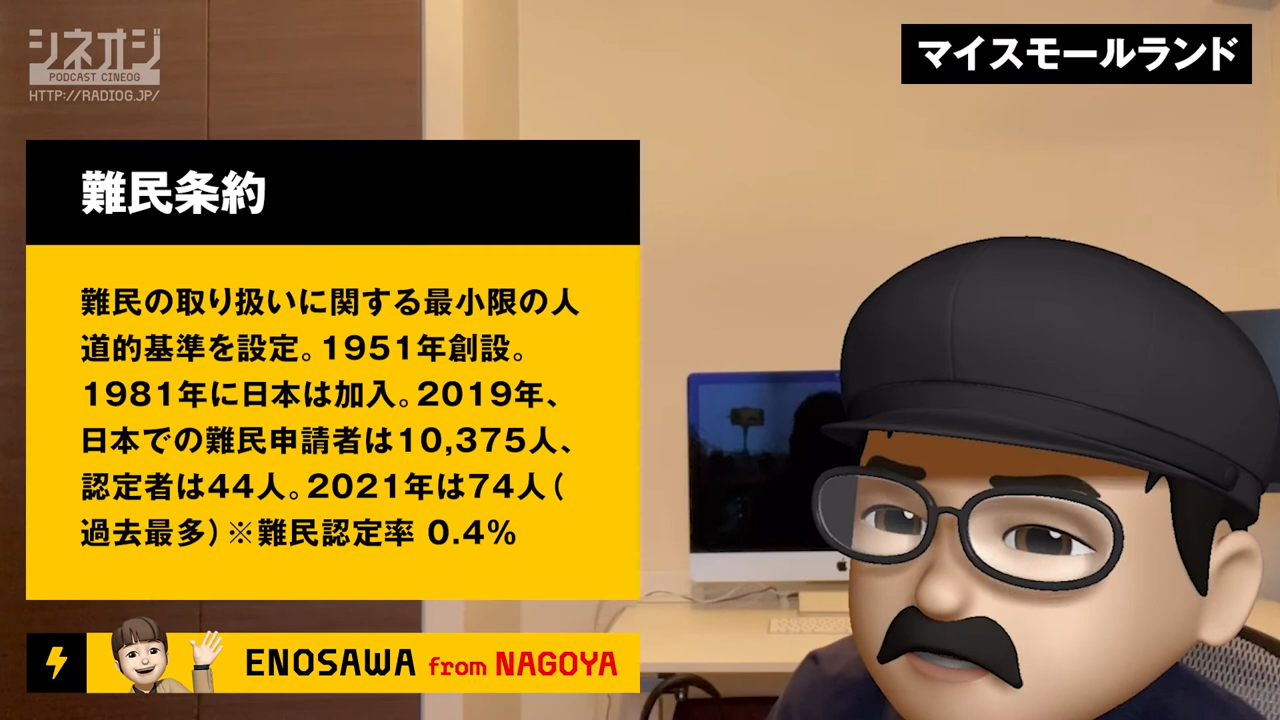 シネオジ
PODCAST CINEOG
HTTP://RADIOG.JP/
マイスモールランド
難民条約
難民の取り扱いに関する最小限の人
道的基準を設定。1951年創設。
1981年に日本は加入。2019年、
日本での難民申請者は10,375人、
認定者は44人。2021年は74人（
過去最多）※難民認定率 0.4%
ENOSAWA from NAGOYA